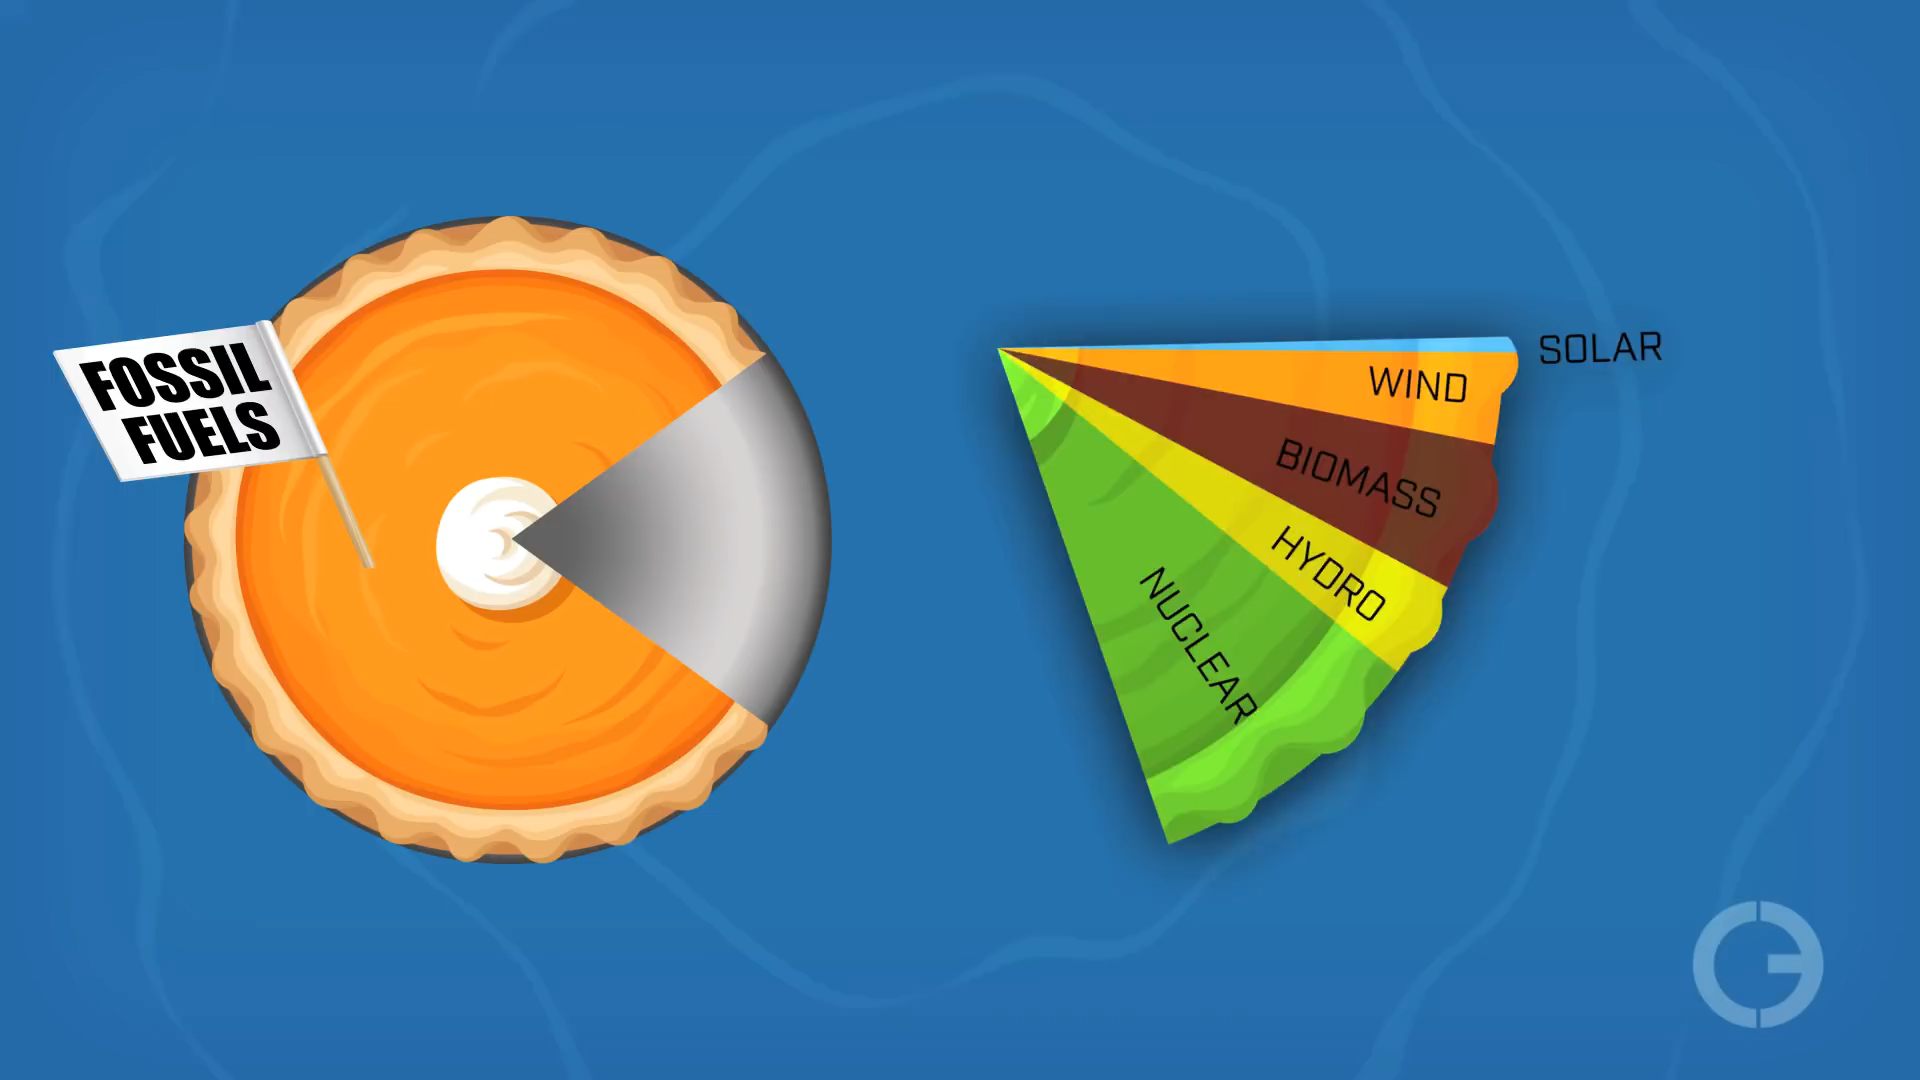 FOSSIL
FUELS
SOLAR
WIND
BIOMASS
HYDRO
NUCLEAR